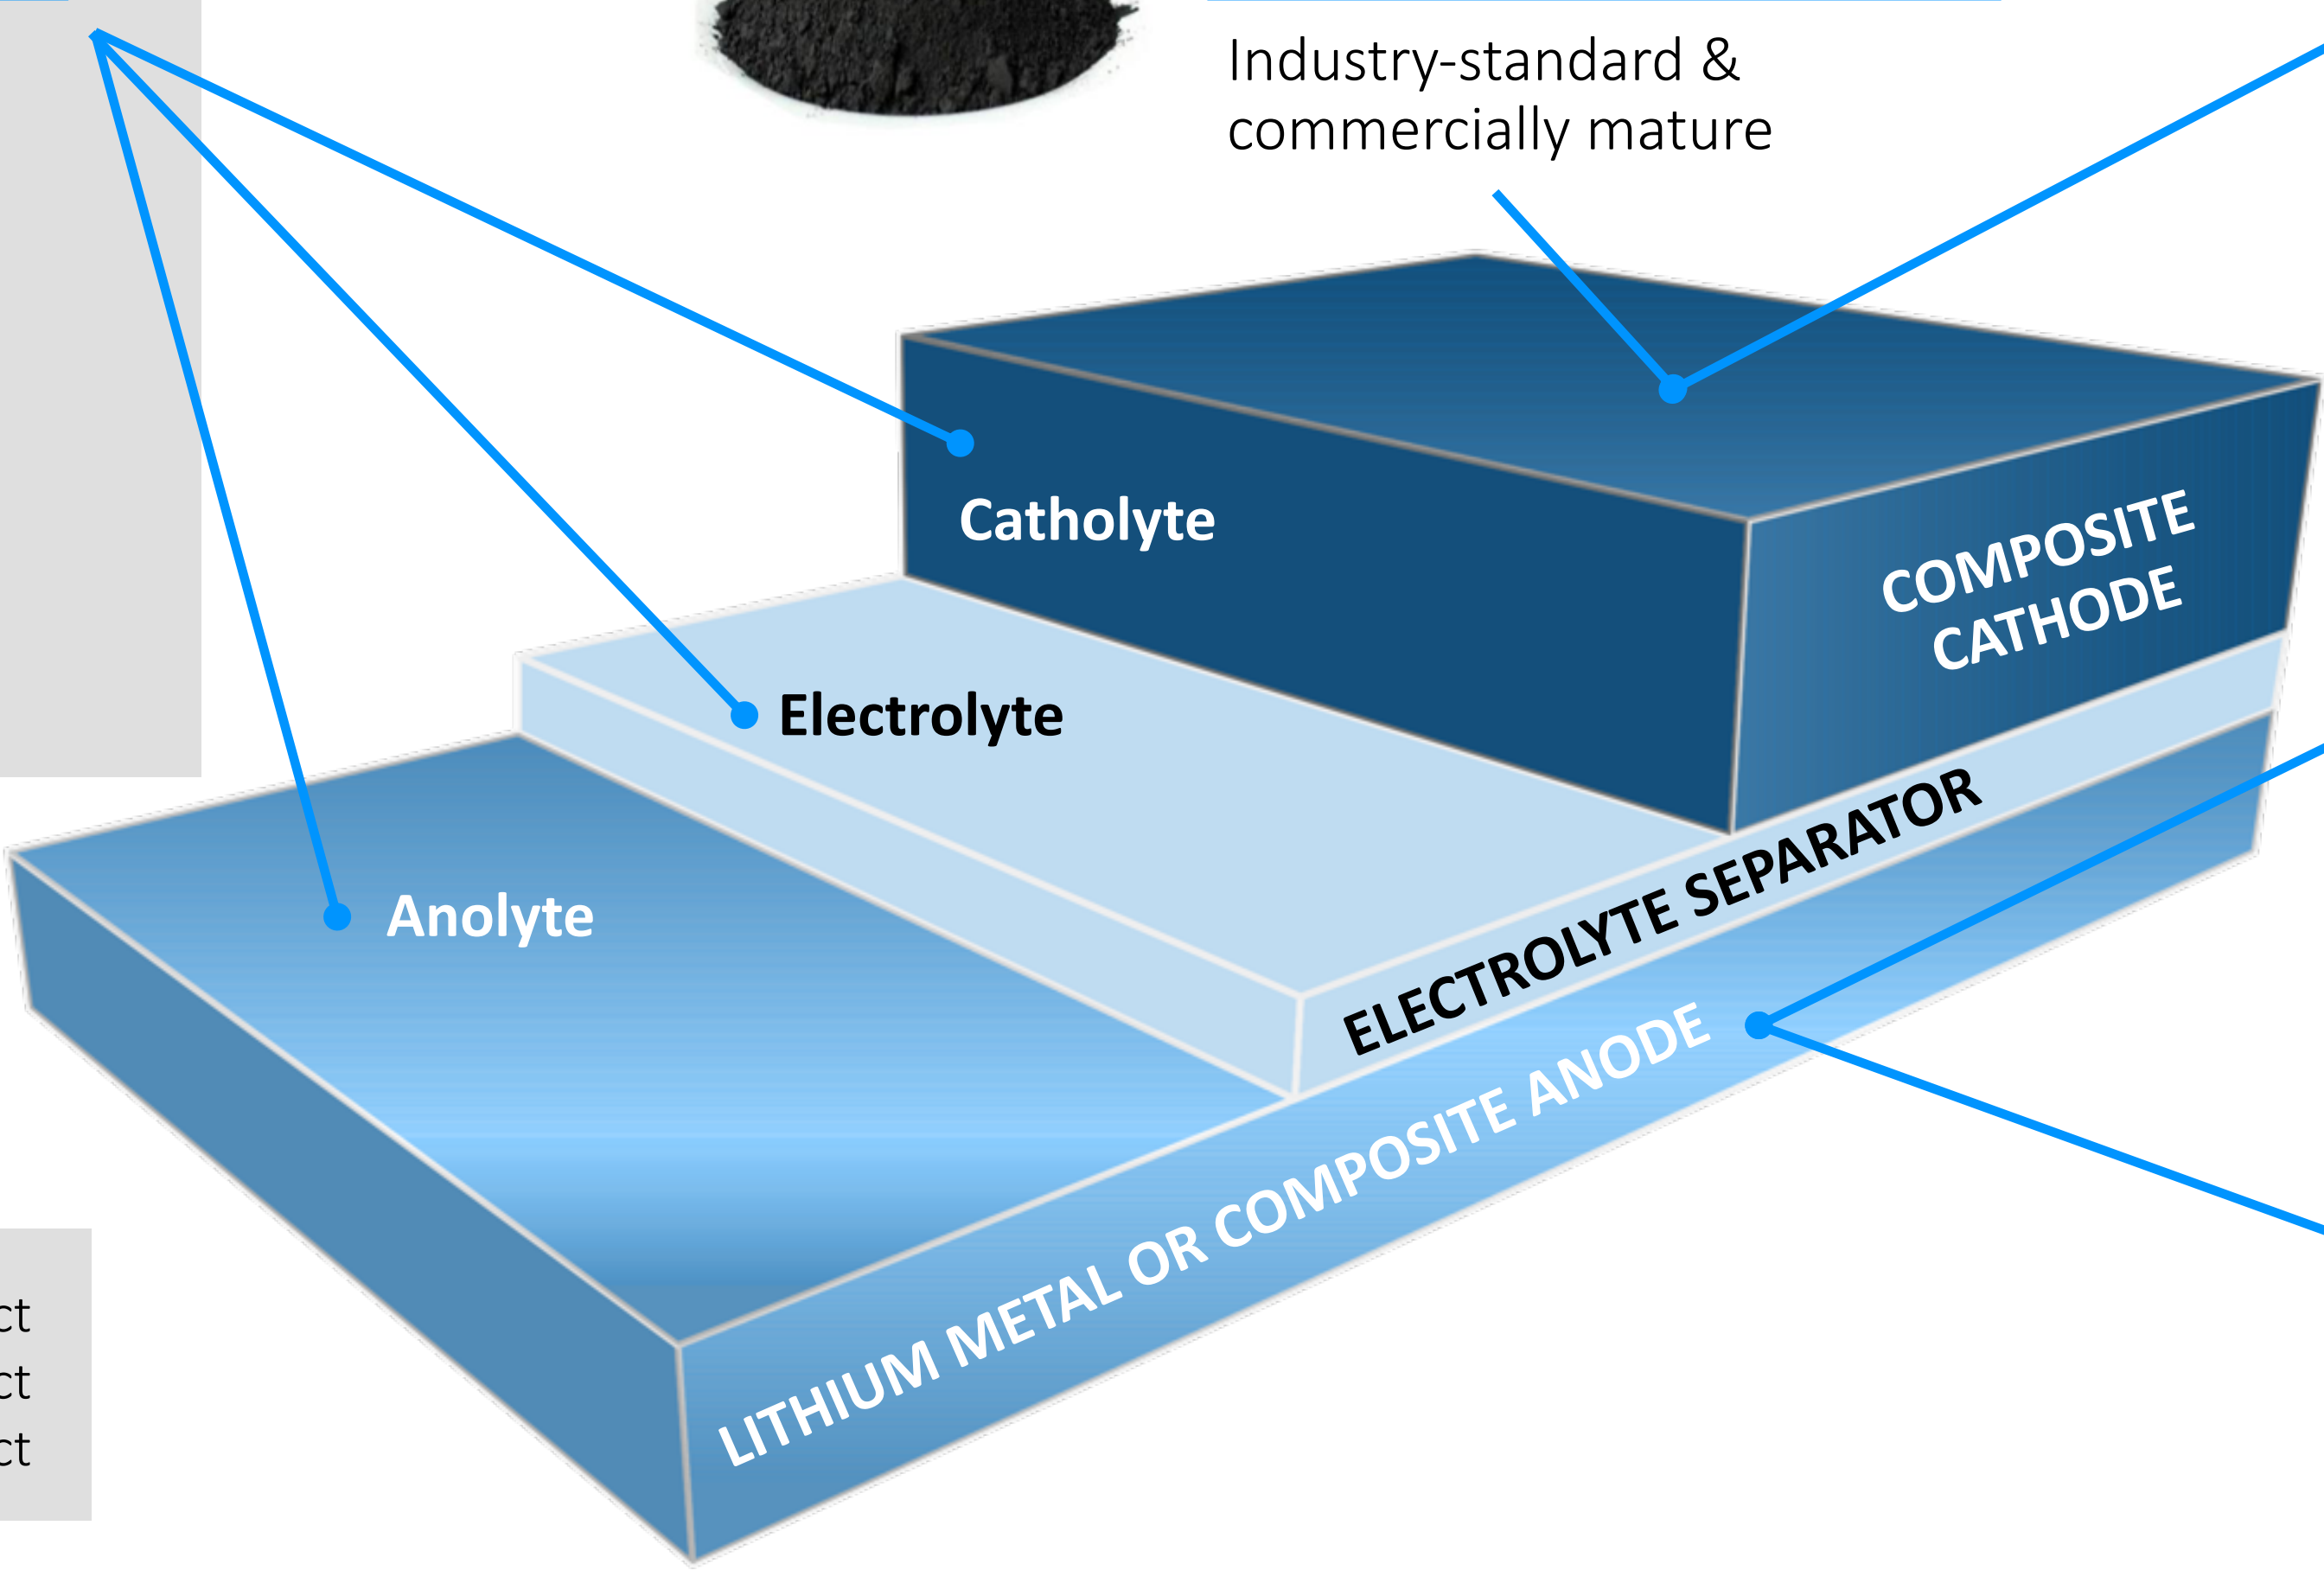 Industry-standard &
commercially mature
Catholyte
COMPOSITE
CATHODE
Electrolyte
ELECTROLYTE SEPARATOR
Anolyte
LITHIUM METAL OR COMPOSITE ANODE